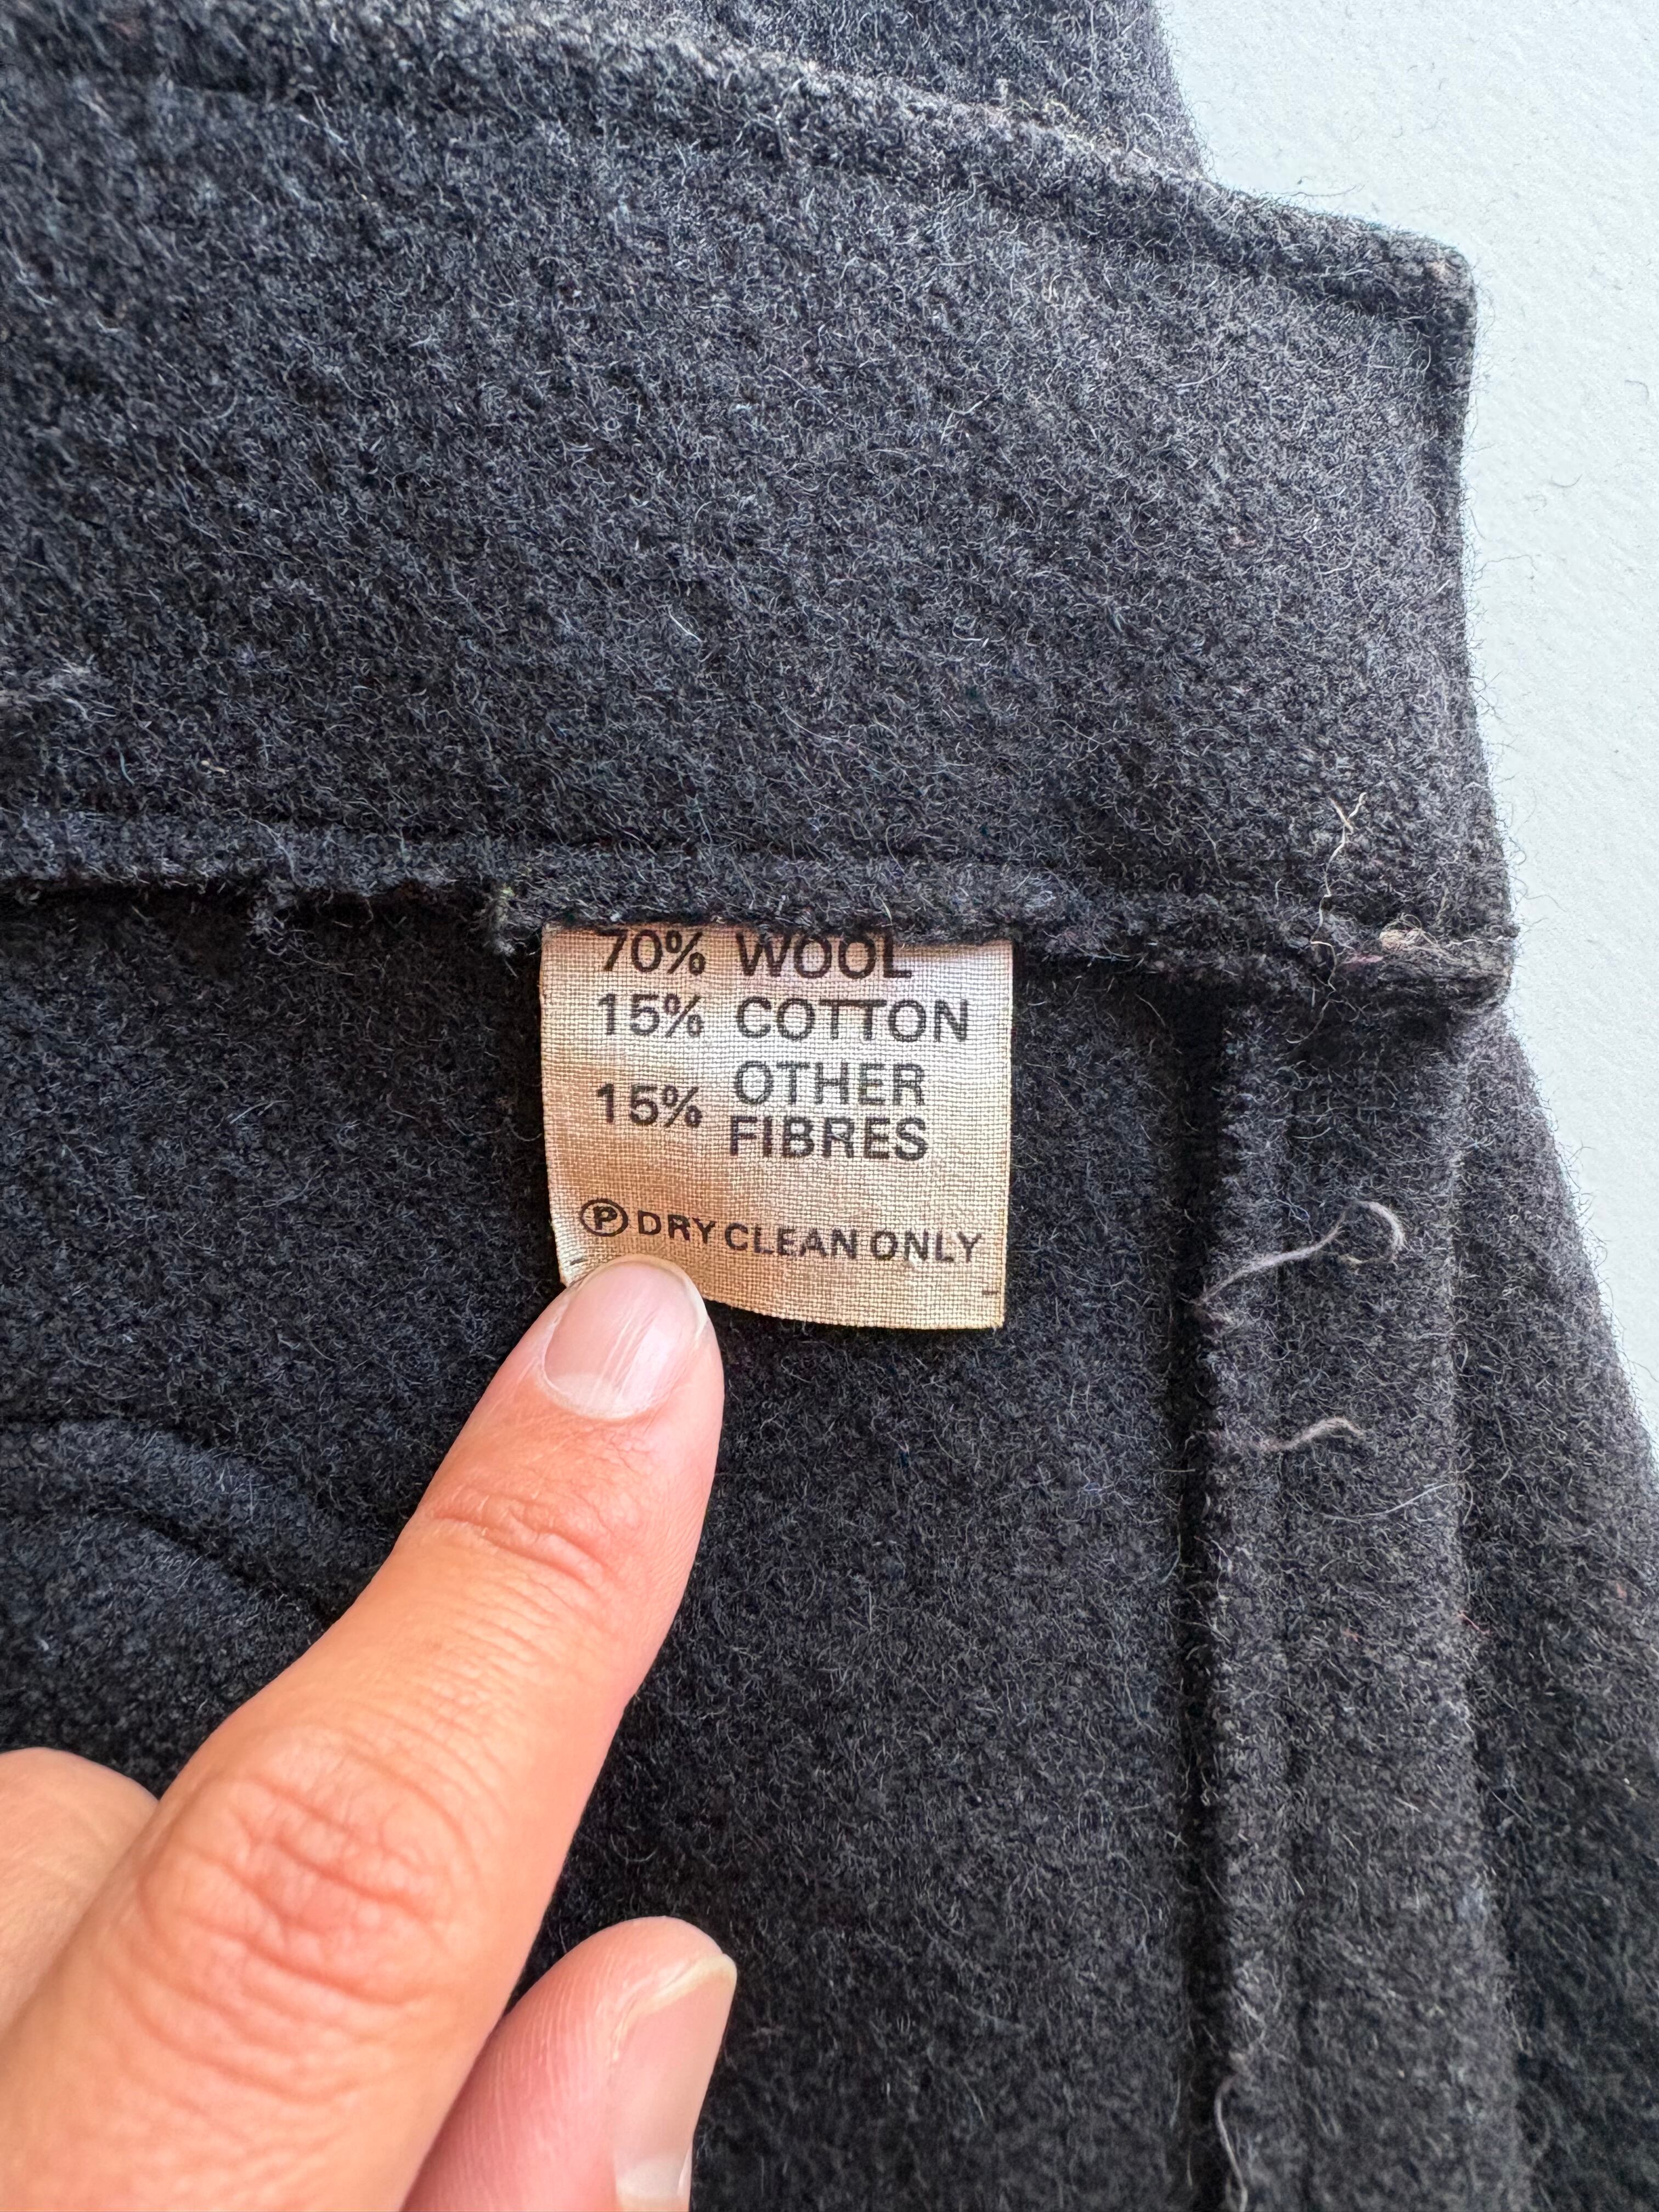 70% WOOL
15% COTTON
15% OTHER
FIBRES
Ⓟ DRY CLEAN ONLY